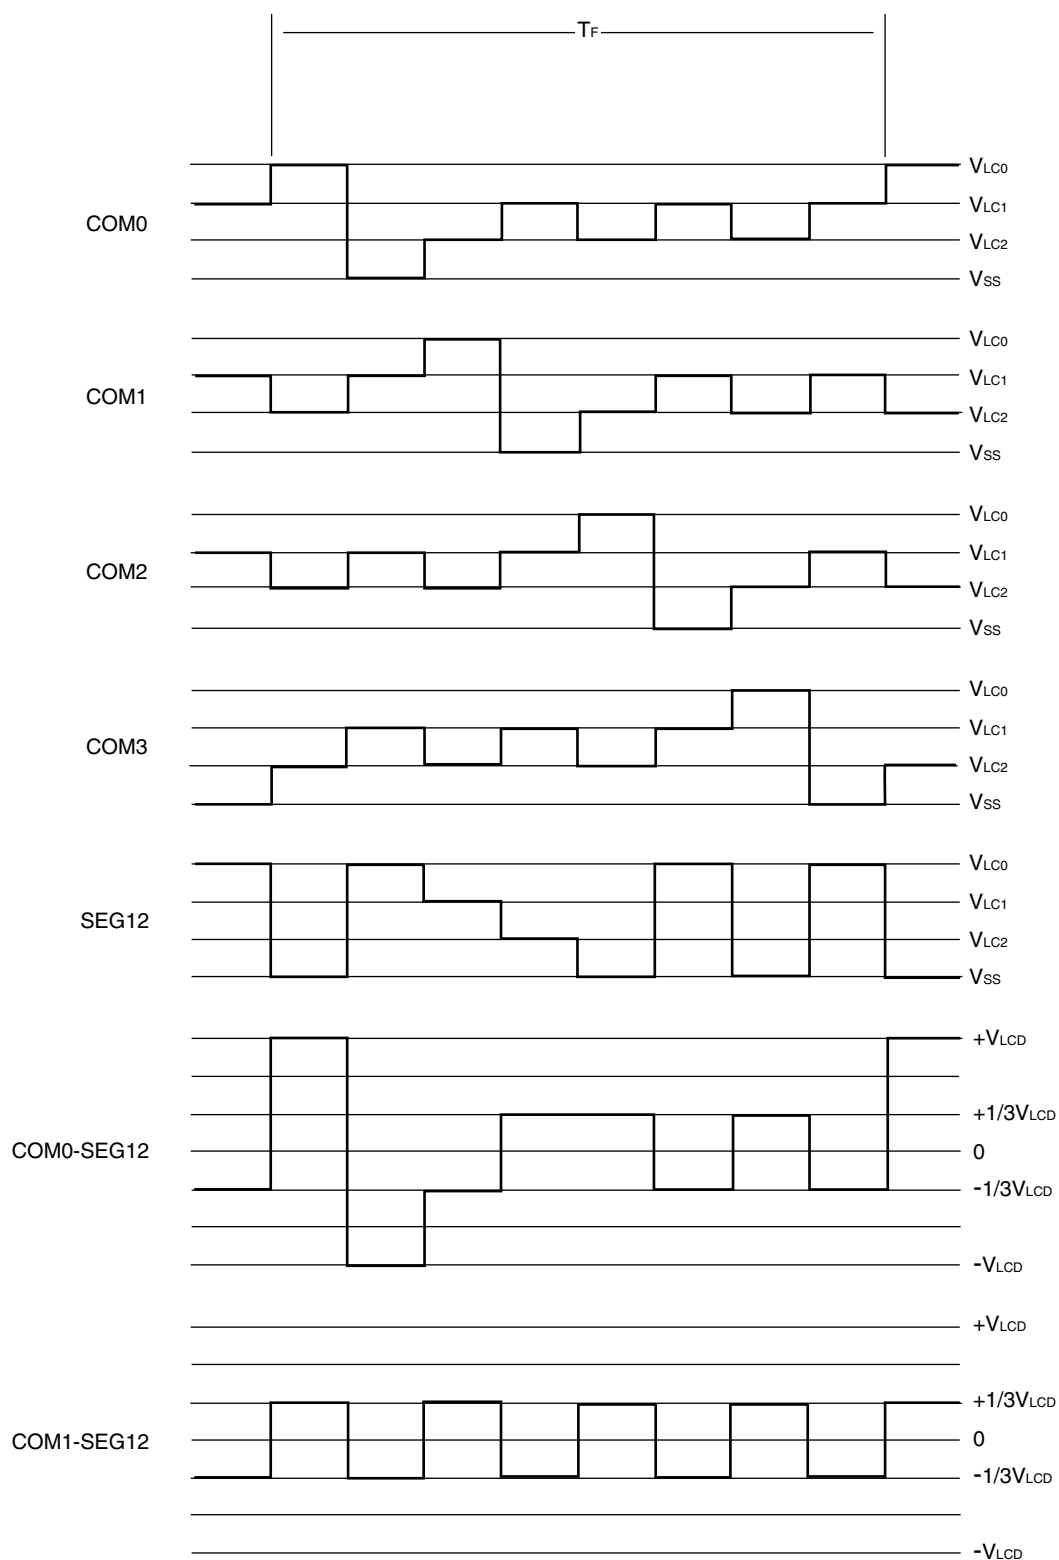 TF
VLC0
VLC1
COM0
VLC2
VSS
VLC0
VLC1
COM1
VLC2
VSS
VLC0
VLC1
COM2
VLC2
VSS
VLC0
VLC1
COM3
VLC2
VSS
VLC0
VLC1
SEG12
VLC2
VSS
+VLCD
+1/3VLCD
COM0-SEG12
0
-1/3VLCD
-VLCD
+VLCD
+1/3VLCD
COM1-SEG12
0
-1/3VLCD
-VLCD